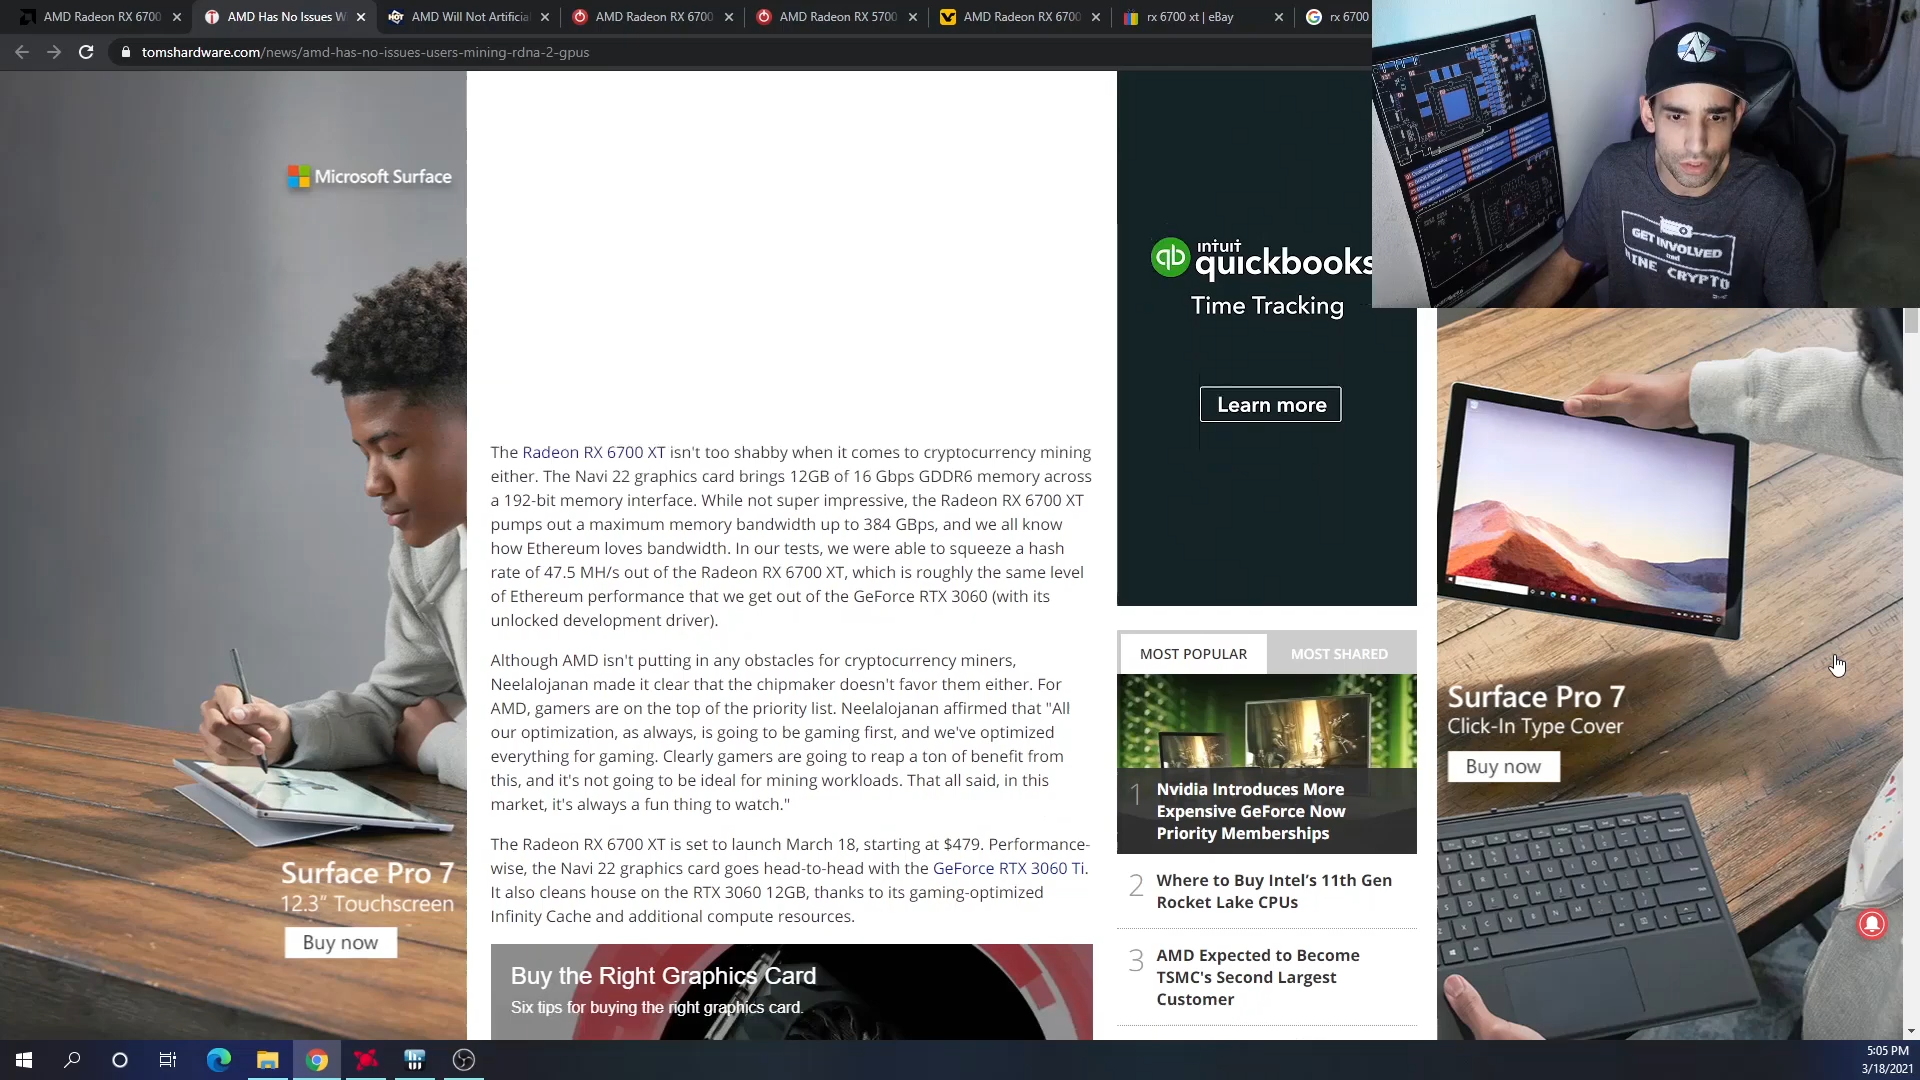 AMD Radeon RX 6700
AMD Has No Issues W
AMD Will Not Artificia
AMD Radeon RX 6700
AMD Radeon RX 5700
AMD Radeon RX 6700
rx 6700 xt | eBay
rx 6700
tomshardware.com/news/amd-has-no-issues-users-mining-rdna-2-gpus
Microsoft Surface
intuit
quickbooks
Time Tracking
Learn more
GET INVOLVED
and
MINE CRYPTO
The Radeon RX 6700 XT isn't too shabby when it comes to cryptocurrency mining
either. The Navi 22 graphics card brings 12GB of 16 Gbps GDDR6 memory across
a 192-bit memory interface. While not super impressive, the Radeon RX 6700 XT
pumps out a maximum memory bandwidth up to 384 GBps, and we all know
how Ethereum loves bandwidth. In our tests, we were able to squeeze a hash
rate of 47.5 MH/s out of the Radeon RX 6700 XT, which is roughly the same level
of Ethereum performance that we get out of the GeForce RTX 3060 (with its
unlocked development driver).
Although AMD isn't putting in any obstacles for cryptocurrency miners,
Neelalojanan made it clear that the chipmaker doesn't favor them either. For
AMD, gamers are on the top of the priority list. Neelalojanan affirmed that "All
our optimization, as always, is going to be gaming first, and we've optimized
everything for gaming. Clearly gamers are going to reap a ton of benefit from
this, and it's not going to be ideal for mining workloads. That all said, in this
market, it's always a fun thing to watch."
The Radeon RX 6700 XT is set to launch March 18, starting at $479. Performance-
wise, the Navi 22 graphics card goes head-to-head with the GeForce RTX 3060 Ti.
It also cleans house on the RTX 3060 12GB, thanks to its gaming-optimized
Infinity Cache and additional compute resources.
Buy the Right Graphics Card
Six tips for buying the right graphics card.
MOST POPULAR
MOST SHARED
1 Nvidia Introduces More
Expensive GeForce Now
Priority Memberships
2 Where to Buy Intel's 11th Gen
Rocket Lake CPUs
3 AMD Expected to Become
TSMC's Second Largest
Customer
Surface Pro 7
12.3" Touchscreen
Buy now
Surface Pro 7
Click-In Type Cover
Buy now
5:05 PM
3/18/2021